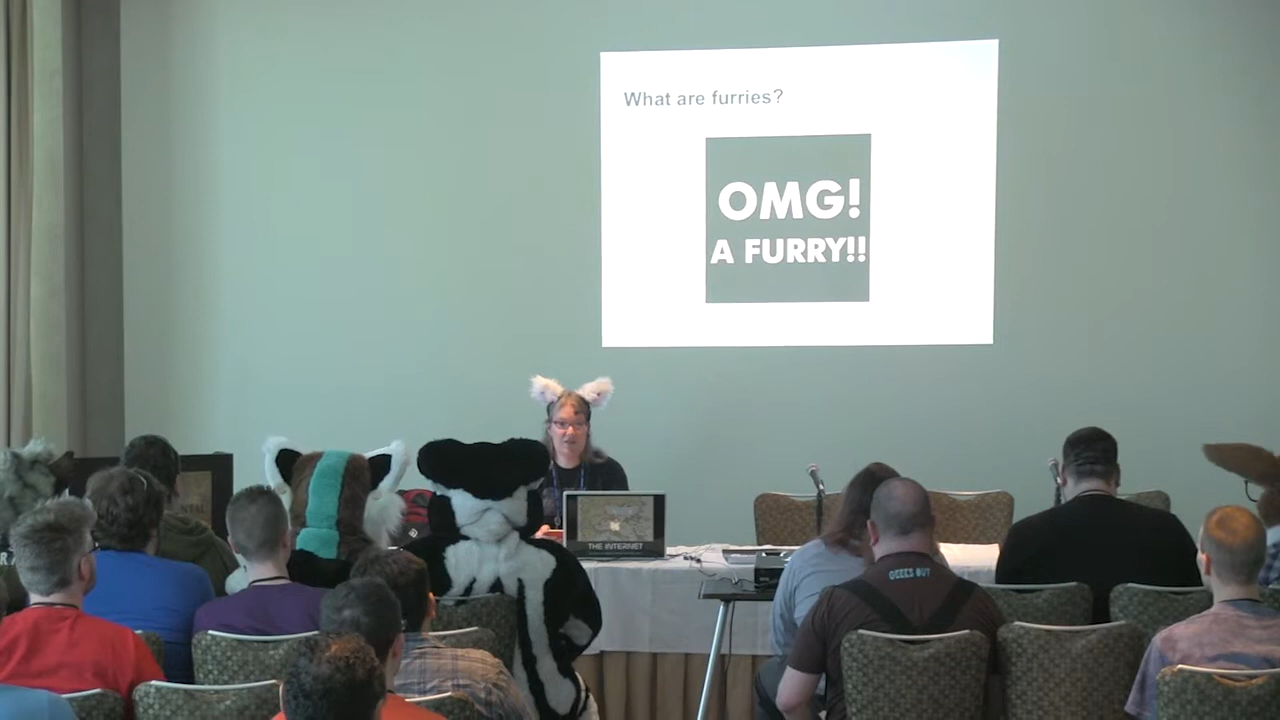 What are furries?
OMG!
A FURRY!!
THE INTERNET
GEEKS OUT